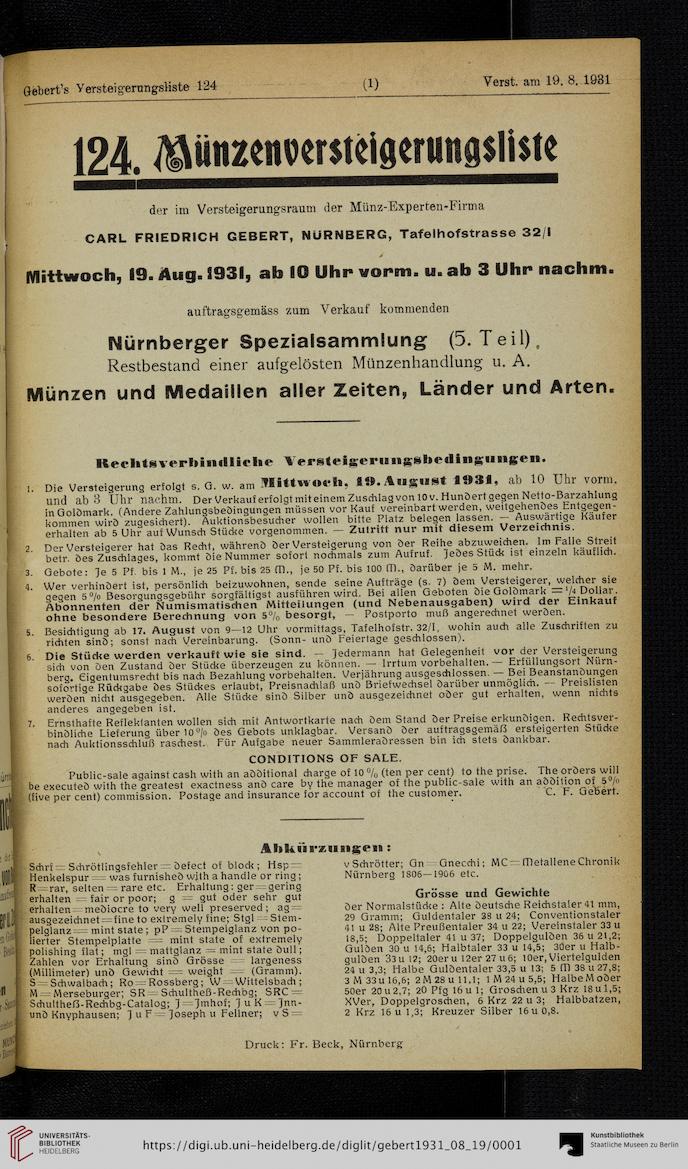 Gebert's Versteigerungsliste 124 (1) Verst. am 19. 8. 1931
124. Münzenversteigerungsliste
der im Versteigerungsraum der Münz-Experten-Firma
CARL FRIEDRICH GEBERT, NÜRNBERG, Tafelhofstrasse 32/I
Mittwoch, 19. Aug. 1931, ab 10 Uhr vorm. u. ab 3 Uhr nachm.
auftragsgemäss zum Verkauf kommenden
Nürnberger Spezialsammlung (5. Teil),
Restbestand einer aufgelösten Münzenhandlung u. A.
Münzen und Medaillen aller Zeiten, Länder und Arten.
Rechtsverbindliche Versteigerungsbedingungen.
1. Die Versteigerung erfolgt s. G. w. am Mittwoch, 19. August 1931, ab 10 Uhr vorm.
und ab 3 Uhr nachm. Der Verkauf erfolgt mit einem Zuschlag von 10 v. Hundert gegen Netto-Barzahlung
in Goldmark. (Andere Zahlungsbedingungen müssen vor Kauf vereinbart werden, weitgehendes Entgegen-
kommen wird zugesichert). Auktionsbesucher wollen bitte Platz belegen lassen. — Auswärtige Käufer
erhalten ab 5 Uhr auf Wunsch Stücke vorgenommen. — Zutritt nur mit diesem Verzeichnis.
2. Der Versteigerer hat das Recht, während der Versteigerung von der Reihe abzuweichen. Im Falle Streit
betr. des Zuschlages, kommt die Nummer sofort nochmals zum Aufruf. Jedes Stück ist einzeln käuflich.
3. Gebote: Je 5 Pf. bis 1 M., je 25 Pf. bis 25 M., je 50 Pf. bis 100 M., darüber je 5 M. mehr.
4. Wer verhindert ist, persönlich beizuwohnen, sende seine Aufträge (s. 7) dem Versteigerer, welcher sie
gegen 5% Besorgungsgebühr sorgfältigst ausführen wird. Bei allen Geboten die Goldmark = 1/4 Dollar.
Abonnenten der Numismatischen Mitteilungen (und Nebenausgaben) wird der Einkauf
ohne besondere Berechnung von 5% besorgt, — Postporto muß angerechnet werden.
5. Besichtigung ab 17. August von 9—12 Uhr vormittags, Tafelhofstr. 32/I, wohin auch alle Zuschriften zu
richten sind; sonst nach Vereinbarung. (Sonn- und Feiertage geschlossen).
6. Die Stücke werden verkauft wie sie sind. — Jedermann hat Gelegenheit vor der Versteigerung
sich von den Zustand der Stücke überzeugen zu können. — Irrtum vorbehalten. — Erfüllungsort Nürn-
berg. Eigentumsrecht bis nach Bezahlung vorbehalten. Verjährung ausgeschlossen. — Bei Beanstandungen
sofortige Rückgabe des Stückes erlaubt, Preisnachlaß und Briefwechsel darüber unmöglich. — Preislisten
werden nicht ausgegeben. Alle Stücke sind Silber und ausgezeichnet oder gut erhalten, wenn nichts
anderes angegeben ist.
7. Ernsthafte Reflektanten wollen sich mit Antwortkarte nach dem Stand der Preise erkundigen. Rechtsver-
bindliche Lieferung über 10% des Gebots unklagbar. Versand der auftragsgemäß ersteigerten Stücke
nach Auktionsschluß raschest. Für Aufgabe neuer Sammleradressen bin ich stets dankbar.
CONDITIONS OF SALE.
Public-sale against cash with an additional charge of 10% (ten per cent) to the prise. The orders will
be executed with the greatest exactness and care by the manager of the public-sale with an addition of 5%
(five per cent) commission. Postage and insurance for account of the customer. C. F. Gebert.
Abkürzungen:
Schrf = Schrötlingsfehler = defect of block; Hsp =
Henkelspur = was furnished with a handle or ring;
R = rar, selten = rare etc. Erhaltung: ger = gering
erhalten = fair or poor; g = gut oder sehr gut
erhalten = mediocre to very well preserved; ag =
ausgezeichnet = fine to extremely fine; Stgl = Stem-
pelglanz = mint state; pP = Stempelglanz von po-
lierter Stempelplatte = mint state of extremely
polishing flat; mgl = mattglanz = mint state dull;
Zahlen vor Erhaltung sind Grösse = largeness
(Millimeter) und Gewicht = weight = (Gramm).
S = Schwalbach; Ro = Rossberg; W = Wittelsbach;
M = Merseburger; SR = Schultheß-Rechbg; SRC =
Schultheß-Rechbg-Catalog; J = Jmhof; J u K = Jnn-
und Knyphausen; J u F = Joseph u Fellner; v S =
v Schrötter; Gn = Gnecchi; MC = Metallene Chronik
Nürnberg 1806—1906 etc.
Grösse und Gewichte
der Normalstücke: Alte deutsche Reichstaler 41 mm,
29 Gramm; Guldentaler 38 u 24; Conventionstaler
41 u 28; Alte Preußentaler 34 u 22; Vereinstaler 33 u
18,5; Doppeltaler 41 u 37; Doppelgulden 36 u 21,2;
Gulden 30 u 14,6; Halbtaler 33 u 14,5; 30er u Halb-
gulden 33 u 12; 20er u 12er 27 u 6; 10er, Viertelgulden
24 u 3,3; Halbe Guldentaler 33,5 u 13; 5 M 38 u 27,8;
3 M 33 u 16,6; 2 M 28 u 11,1; 1 M 24 u 5,5; Halbe M oder
50er 20 u 2,7; 20 Pfg 16 u 1; Groschen u 3 Krz 18 u 1,5;
XVer, Doppelgroschen, 6 Krz 22 u 3; Halbbatzen,
2 Krz 16 u 1,3; Kreuzer Silber 16 u 0,8.
Druck: Fr. Beck, Nürnberg
UNIVERSITÄTS-
BIBLIOTHEK
HEIDELBERG
https://digi.ub.uni-heidelberg.de/diglit/gebert1931_08_19/0001
Kunstbibliothek
Staatliche Museen zu Berlin